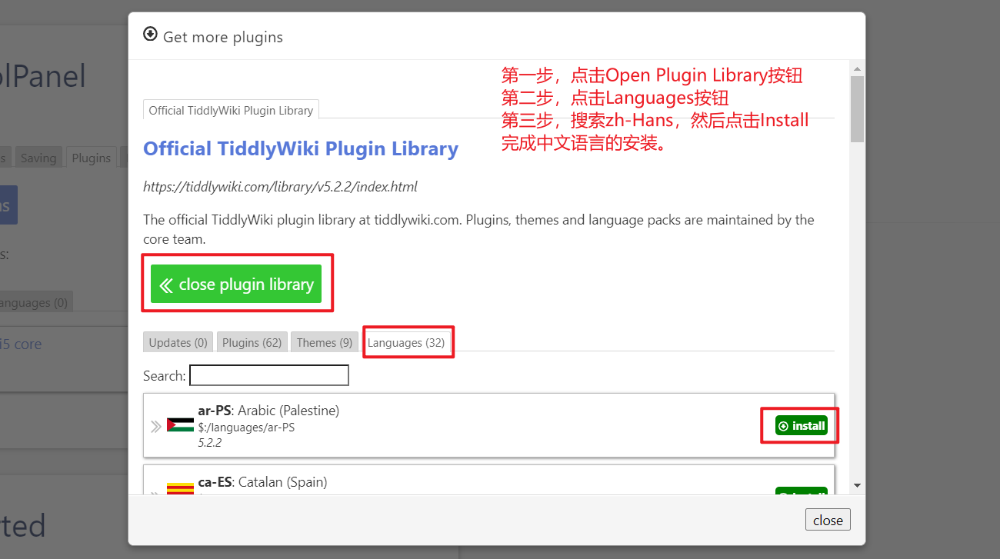 Get more plugins
第一步，点击Open Plugin Library按钮
第二步，点击Languages按钮
第三步，搜索zh-Hans，然后点击Install
完成中文语言的安装。
Official TiddlyWiki Plugin Library
Official TiddlyWiki Plugin Library
https://tiddlywiki.com/library/v5.2.2/index.html
The official TiddlyWiki plugin library at tiddlywiki.com. Plugins, themes and language packs are maintained by the
core team.
close plugin library
Updates (0) Plugins (62) Themes (9) Languages (32)
Search:
ar-PS: Arabic (Palestine)
$:/languages/ar-PS
5.2.2
install
ca-ES: Catalan (Spain)
close
olPanel
Saving Plugins
s:
anguages (0)
i5 core
rted